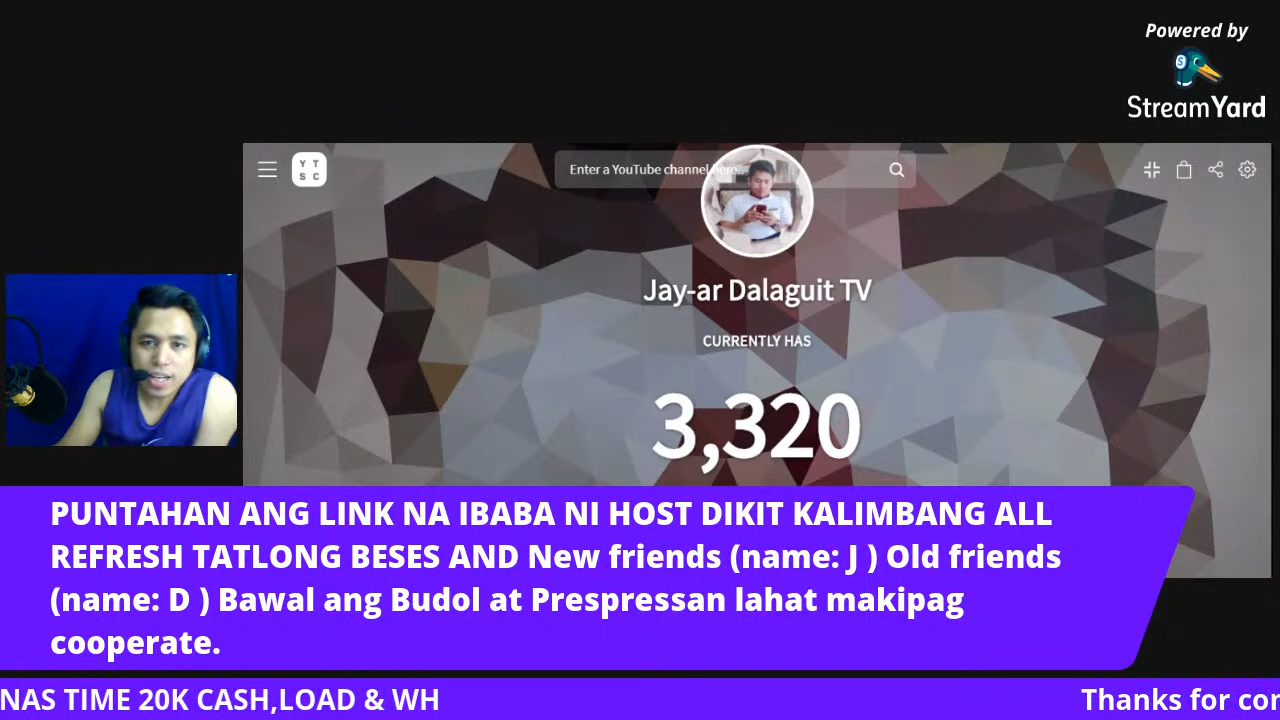 Powered by
StreamYard
YT
SC
Enter a YouTube channel here...
Jay-ar Dalaguit TV
CURRENTLY HAS
3,320
PUNTAHAN ANG LINK NA IBABA NI HOST DIKIT KALIMBANG ALL
REFRESH TATLONG BESES AND New friends (name: J ) Old friends
(name: D ) Bawal ang Budol at Prespressan lahat makipag
cooperate.
NAS TIME 20K CASH,LOAD & WH
Thanks for cor